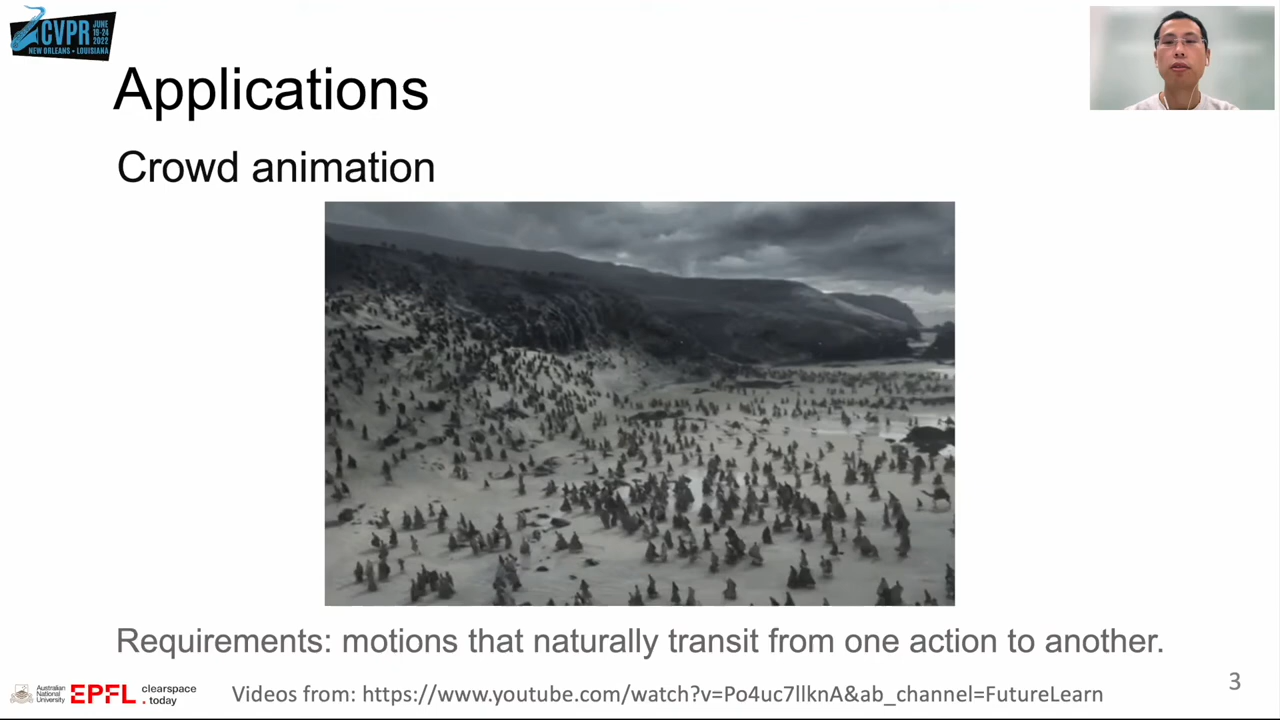 CVPR
JUNE
19-24
2022
NEW ORLEANS • LOUISIANA
Applications
Crowd animation
Requirements: motions that naturally transit from one action to another.
Australian
National
University
EPFL
clearspace
. today
Videos from: https://www.youtube.com/watch?v=Po4uc7llknA&ab_channel=FutureLearn
3